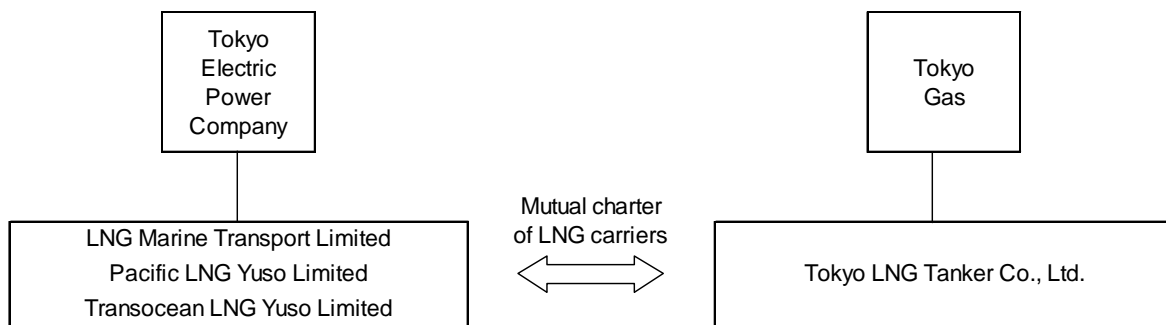 Tokyo
Electric
Power
Company
Tokyo
Gas
Mutual charter
of LNG carriers
LNG Marine Transport Limited
Pacific LNG Yuso Limited
Transocean LNG Yuso Limited
Tokyo LNG Tanker Co., Ltd.